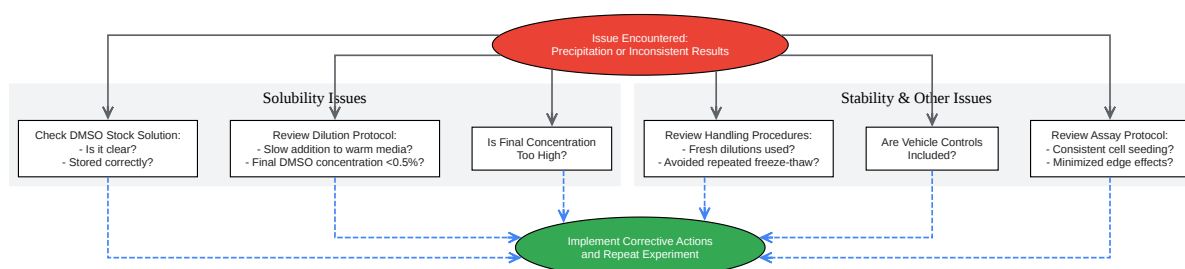 Issue Encountered:
Precipitation or Inconsistent Results
Solubility Issues
Stability & Other Issues
Check DMSO Stock Solution:
- Is it clear?
- Stored correctly?
Review Dilution Protocol:
- Slow addition to warm media?
- Final DMSO concentration <0.5%?
Is Final Concentration
Too High?
Review Handling Procedures:
- Fresh dilutions used?
- Avoided repeated freeze-thaw?
Are Vehicle Controls
Included?
Review Assay Protocol:
- Consistent cell seeding?
- Minimized edge effects?
Implement Corrective Actions
and Repeat Experiment